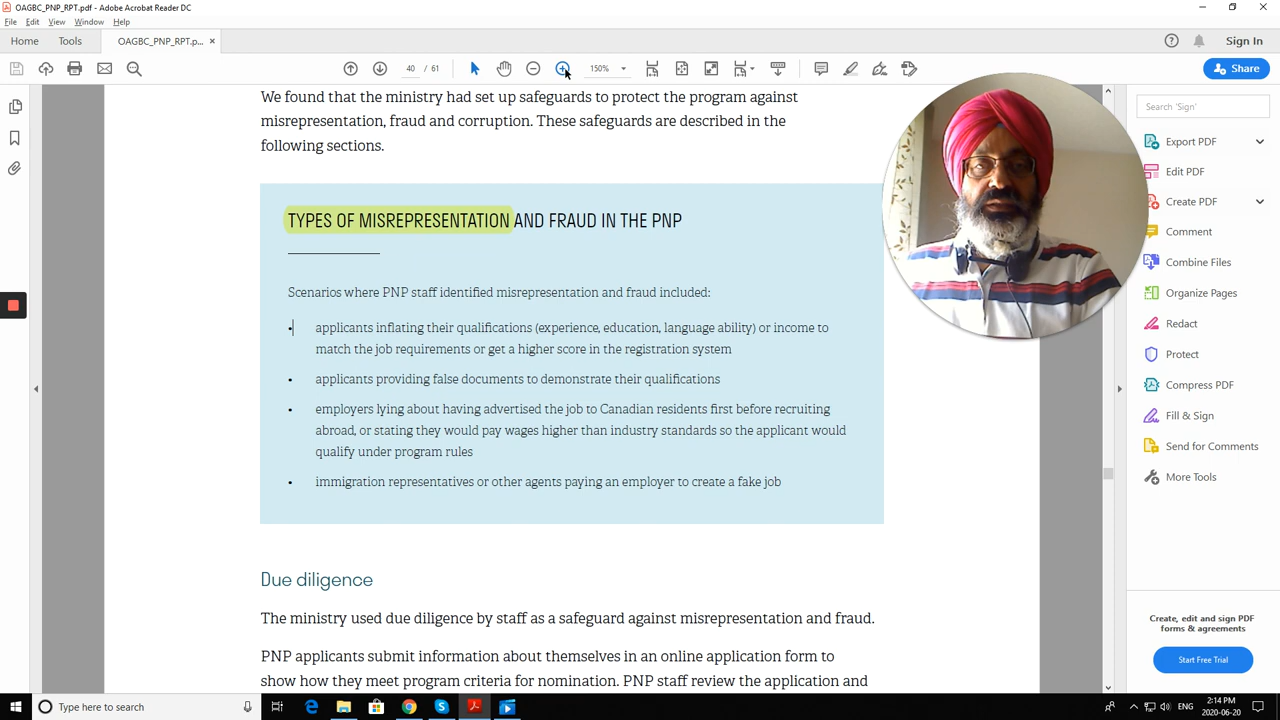 OAGBC_PNP_RPT.pdf - Adobe Acrobat Reader DC
File Edit View Window Help
Home Tools OAGBC_PNP_RPT.p... × Sign In
40 / 61 150% Share
We found that the ministry had set up safeguards to protect the program against
misrepresentation, fraud and corruption. These safeguards are described in the
following sections.
TYPES OF MISREPRESENTATION AND FRAUD IN THE PNP
Scenarios where PNP staff identified misrepresentation and fraud included:
• applicants inflating their qualifications (experience, education, language ability) or income to
match the job requirements or get a higher score in the registration system
• applicants providing false documents to demonstrate their qualifications
• employers lying about having advertised the job to Canadian residents first before recruiting
abroad, or stating they would pay wages higher than industry standards so the applicant would
qualify under program rules
• immigration representatives or other agents paying an employer to create a fake job
Due diligence
The ministry used due diligence by staff as a safeguard against misrepresentation and fraud.
PNP applicants submit information about themselves in an online application form to
show how they meet program criteria for nomination. PNP staff review the application and
Search 'Sign'
Export PDF
Edit PDF
Create PDF
Comment
Combine Files
Organize Pages
Redact
Protect
Compress PDF
Fill & Sign
Send for Comments
More Tools
Create, edit and sign PDF
forms & agreements
Start Free Trial
Type here to search
ENG
2:14 PM
2020-06-20